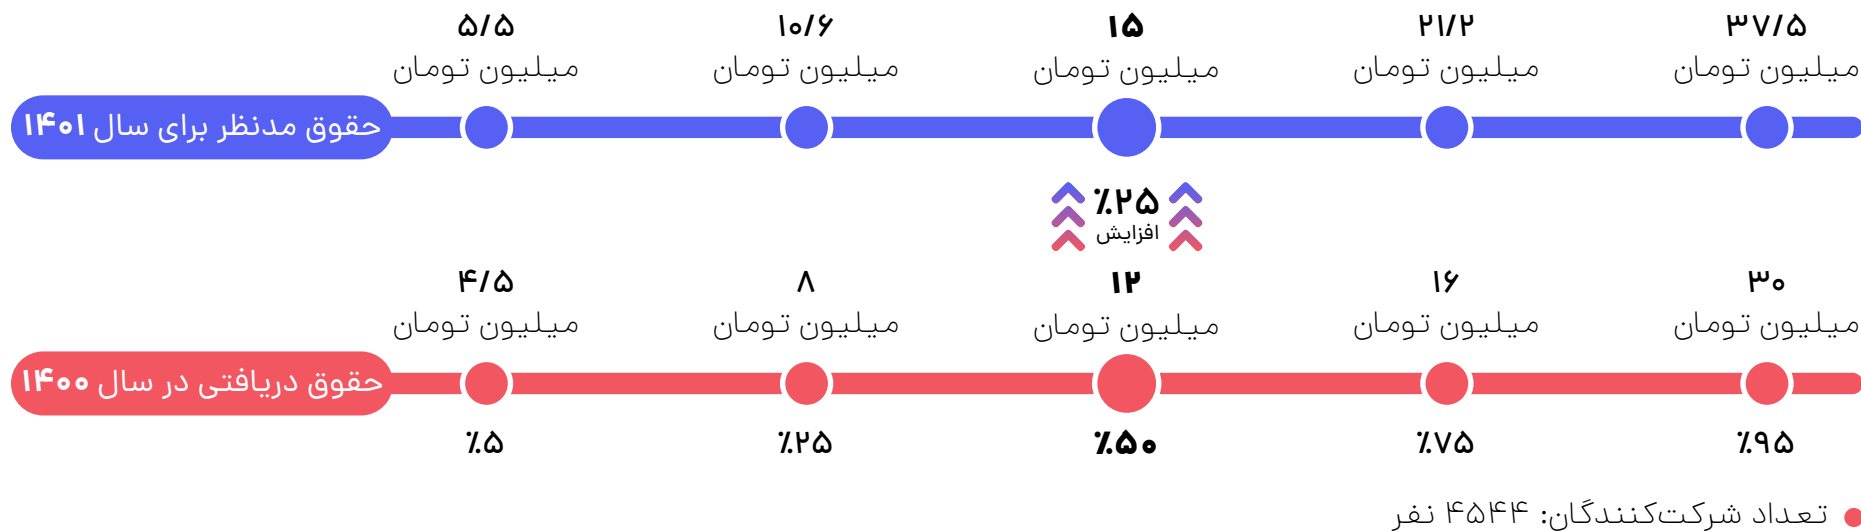 ۵/۵ ۱۰/۶ ۱۵ ۲۱/۲ ۳۷/۵
میلیون تومان میلیون تومان میلیون تومان میلیون تومان میلیون تومان
حقوق مدنظر برای سال ۱۴۰۱
٪۲۵
افزایش
۴/۵ ۸ ۱۲ ۱۶ ۳۰
میلیون تومان میلیون تومان میلیون تومان میلیون تومان میلیون تومان
حقوق دریافتی در سال ۱۴۰۰
٪۵ ٪۲۵ ٪۵۰ ٪۷۵ ٪۹۵
تعداد شرکت‌کنندگان: ۴۵۴۴ نفر